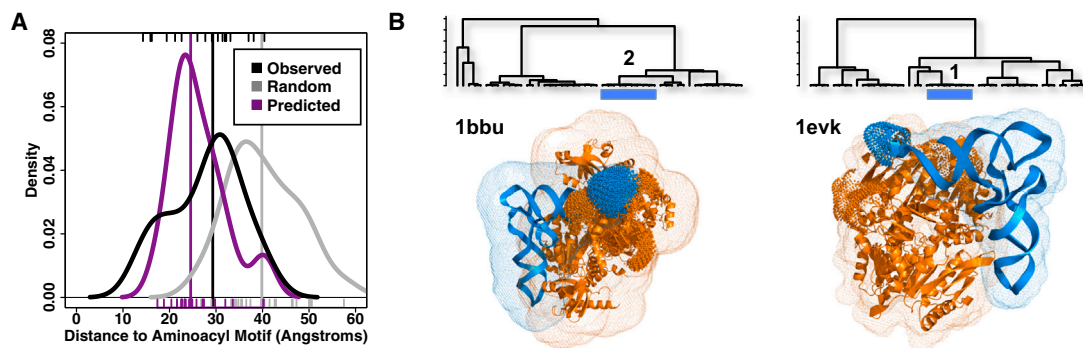 A
B
0.08
0.06
0.04
0.02
0.00
Density
Observed
Random
Predicted
0 10 20 30 40 50 60
Distance to Aminoacyl Motif (Angstroms)
2
1
1bbu
1evk